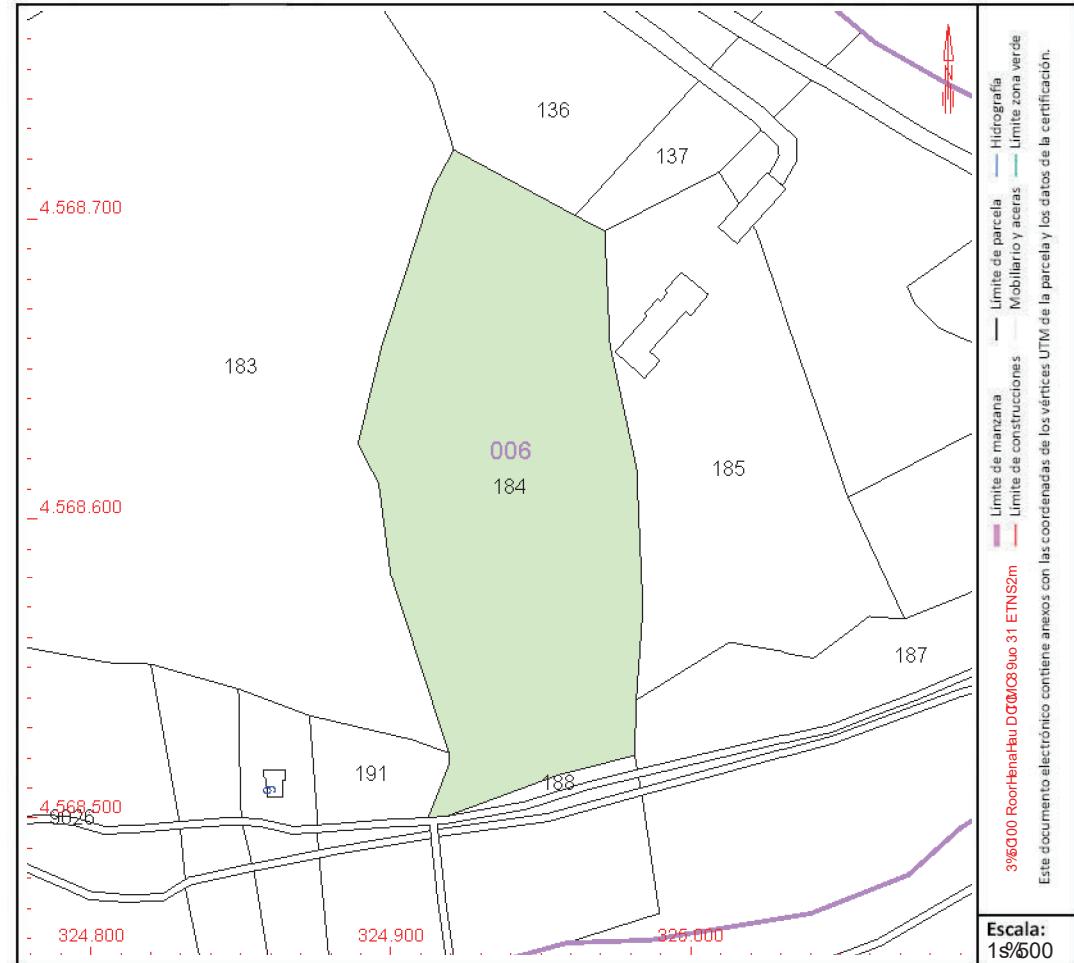 136
137
4.568.700
183
006
184
185
4.568.600
187
191
188
9
4.568.500
9026
324.800
324.900
325.000
N
Límite de manzana
Límite de parcela
Hidrografía
Límite de construcciones
Mobiliario y aceras
Límite zona verde
Este documento electrónico contiene anexos con las coordenadas de los vértices UTM de la parcela y los datos de la certificación.
Escala: